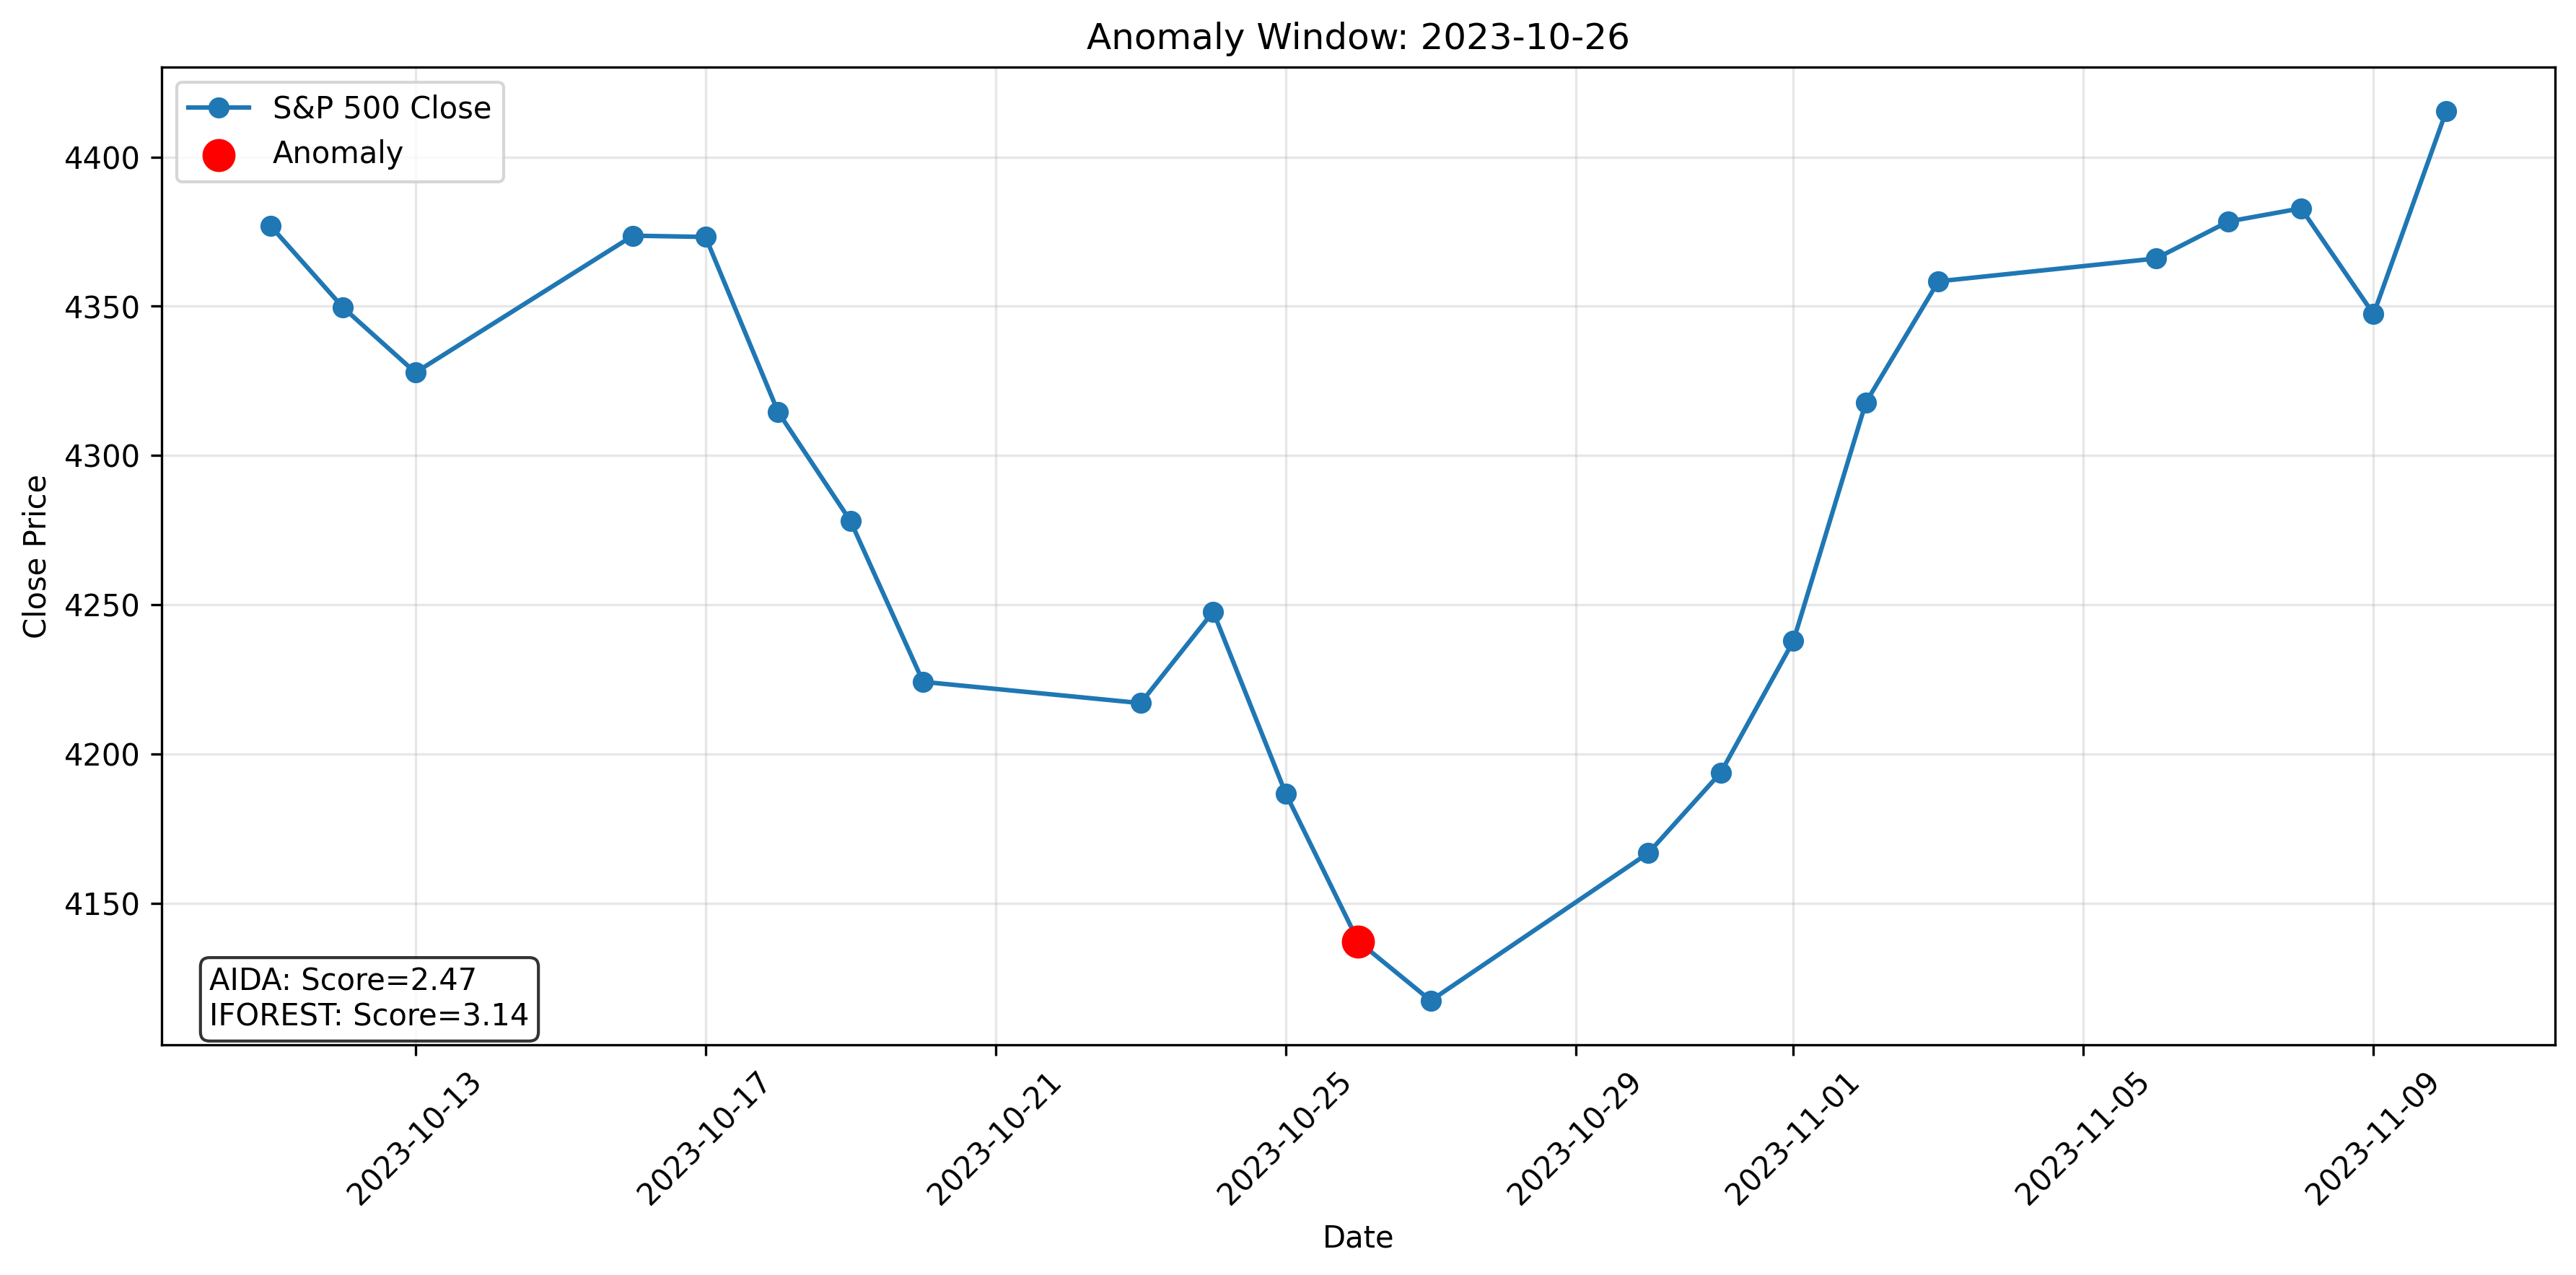 Anomaly Window: 2023-10-26
S&P 500 Close
Anomaly
Close Price
4400
4350
4300
4250
4200
4150
AIDA: Score=2.47
IFOREST: Score=3.14
2023-10-13
2023-10-17
2023-10-21
2023-10-25
2023-10-29
2023-11-01
2023-11-05
2023-11-09
Date